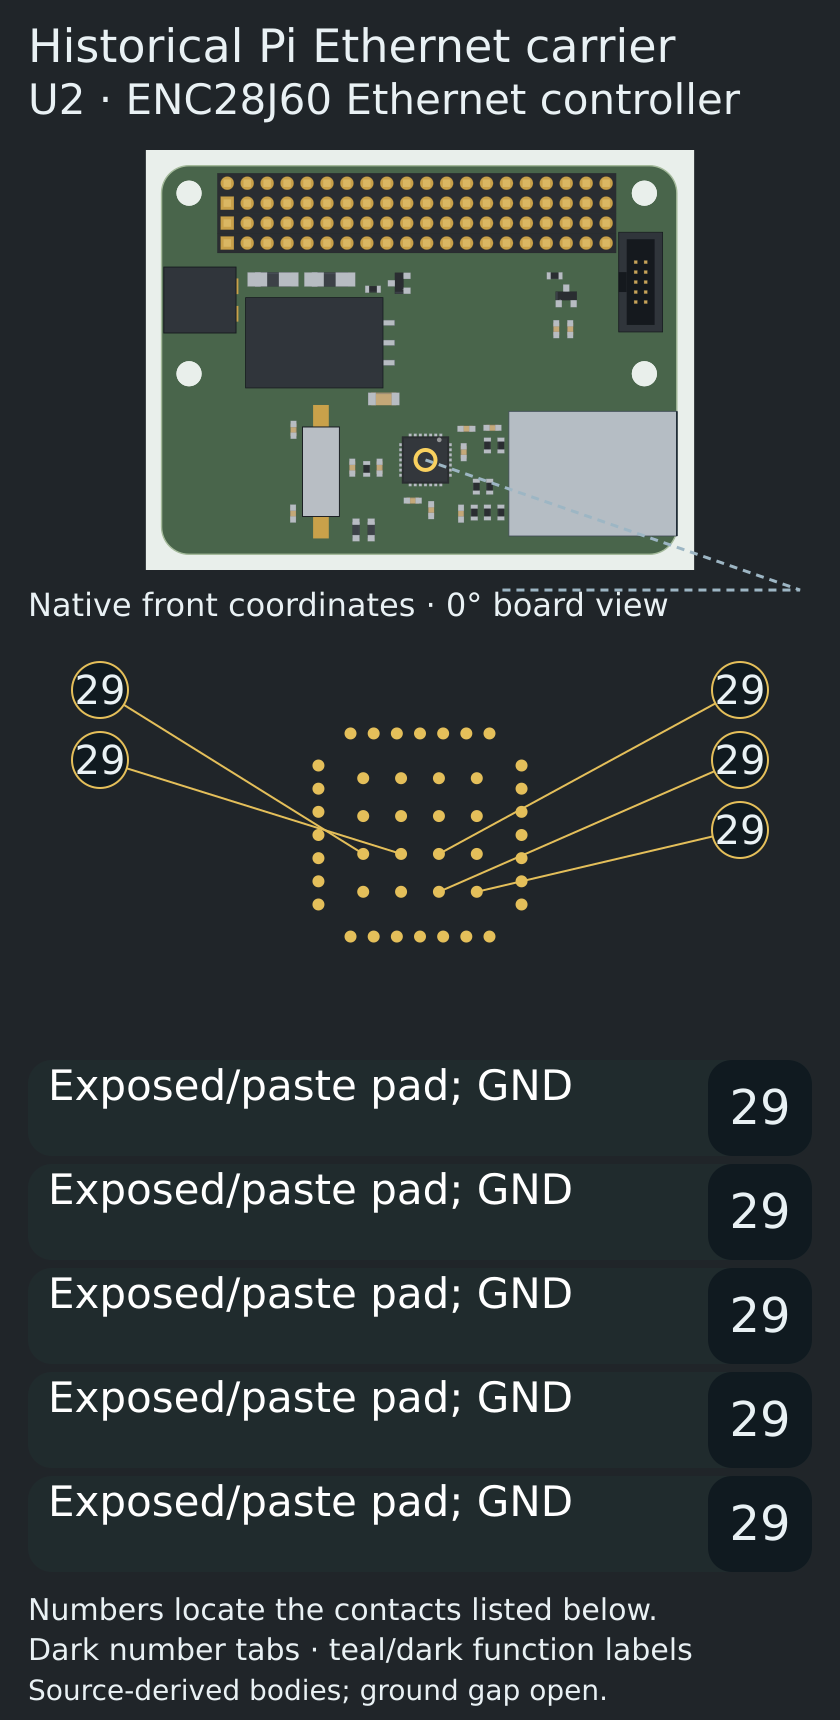 Historical Pi Ethernet carrier
U2 · ENC28J60 Ethernet controller
Native front coordinates · 0° board view
29 29
29 29
29
Exposed/paste pad; GND 29
Exposed/paste pad; GND 29
Exposed/paste pad; GND 29
Exposed/paste pad; GND 29
Exposed/paste pad; GND 29
Numbers locate the contacts listed below.
Dark number tabs · teal/dark function labels
Source-derived bodies; ground gap open.